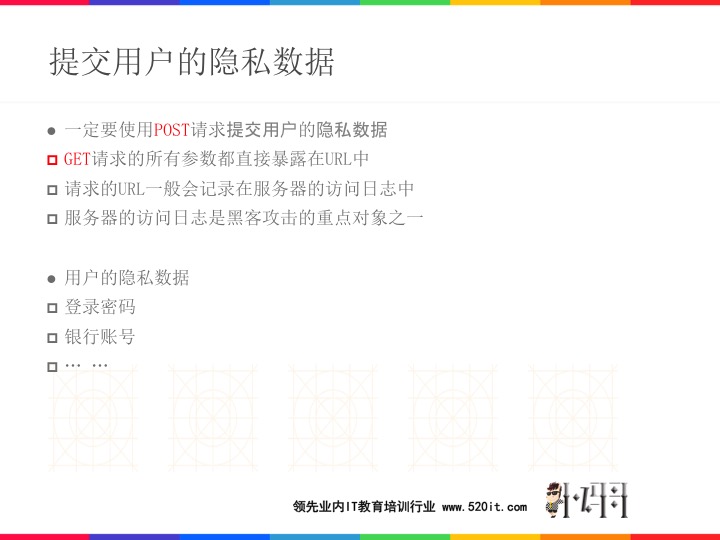 提交用户的隐私数据
一定要使用POST请求提交用户的隐私数据
GET请求的所有参数都直接暴露在URL中
请求的URL一般会记录在服务器的访问日志中
服务器的访问日志是黑客攻击的重点对象之一
用户的隐私数据
登录密码
银行账号
… …
领先业内IT教育培训行业 www.520it.com
小码哥